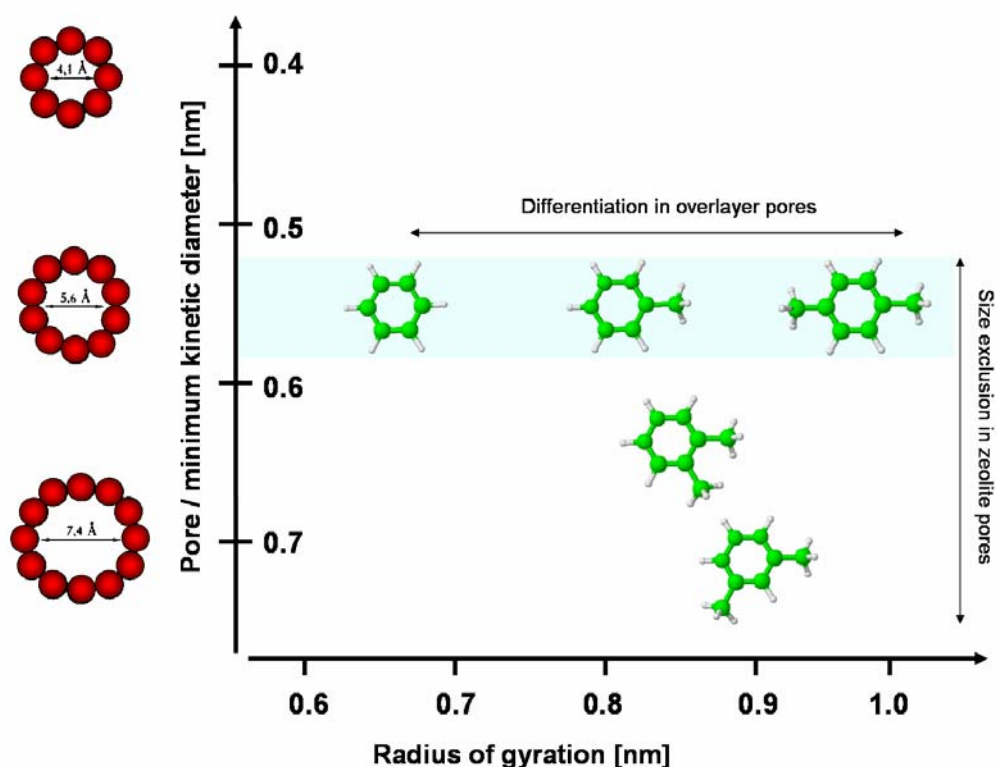 4,1 Å
5,6 Å
7,4 Å
Pore / minimum kinetic diameter [nm]
0.4
0.5
0.6
0.7
Differentiation in overlayer pores
Size exclusion in zeolite pores
0.6 0.7 0.8 0.9 1.0
Radius of gyration [nm]